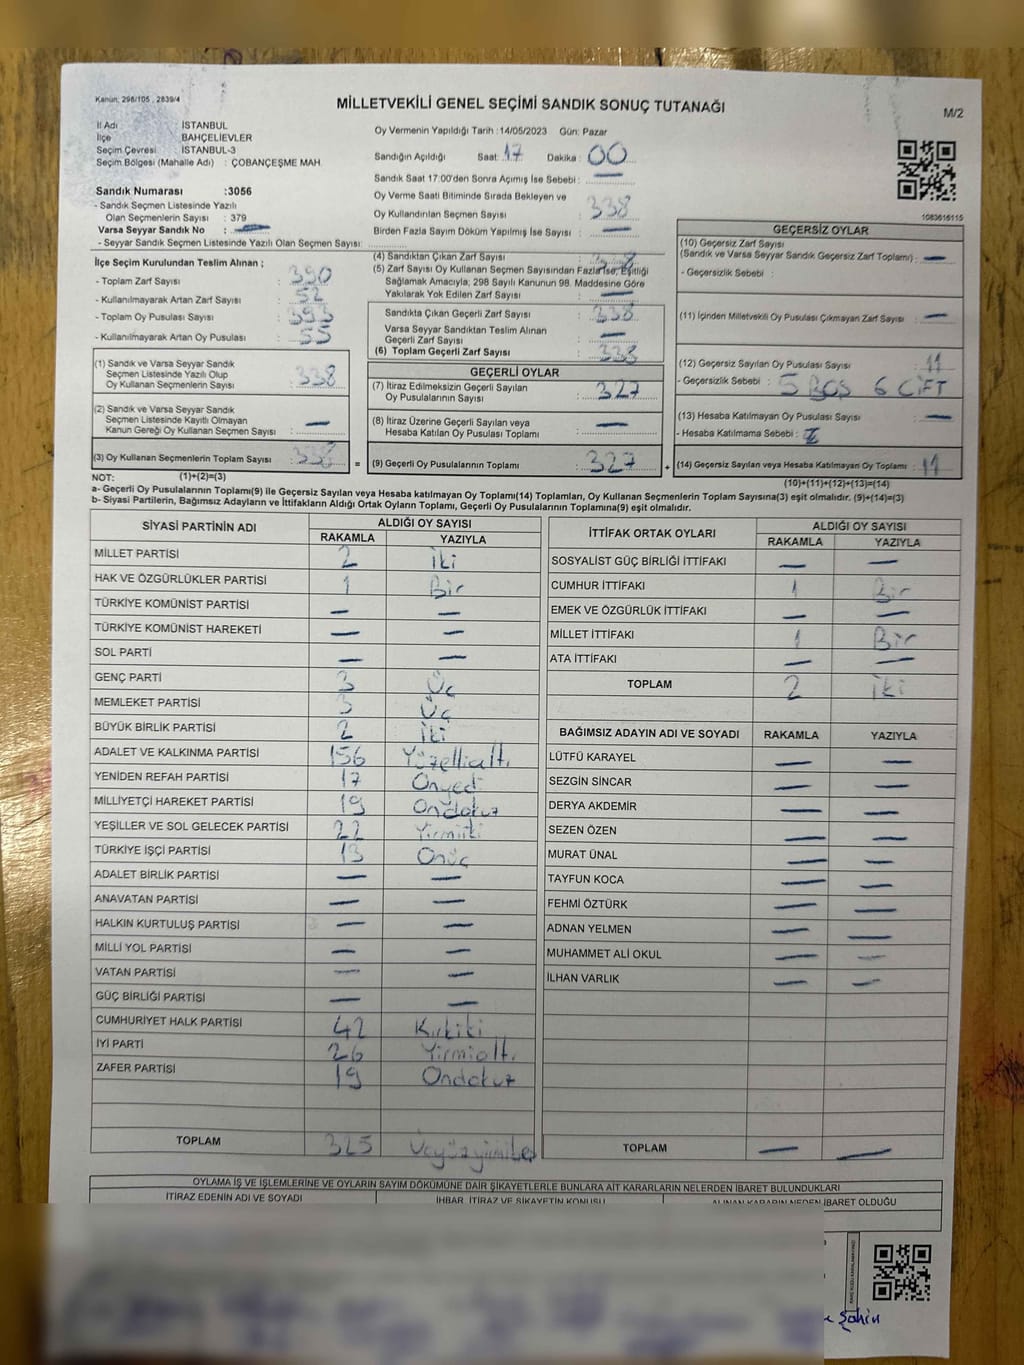 Kanun: 298/105 , 2839/4
MİLLETVEKİLİ GENEL SEÇİMİ SANDIK SONUÇ TUTANAĞI
M/2
İl Adı İSTANBUL
İlçe BAHÇELİEVLER
Seçim Çevresi İSTANBUL-3
Seçim Bölgesi (Mahalle Adı) : ÇOBANÇEŞME MAH.
Sandık Numarası :3056
- Sandık Seçmen Listesinde Yazılı
Olan Seçmenlerin Sayısı : 379
Varsa Seyyar Sandık No : —
- Seyyar Sandık Seçmen Listesinde Yazılı Olan Seçmen Sayısı:
Oy Vermenin Yapıldığı Tarih :14/05/2023 Gün: Pazar
Sandığın Açıldığı Saat: 17 Dakika : 00
Sandık Saat 17:00'den Sonra Açımış İse Sebebi : —
Oy Verme Saati Bitiminde Sırada Bekleyen ve
Oy Kullandırılan Seçmen Sayısı : 338
Birden Fazla Sayım Döküm Yapılmış İse Sayısı : —
1083616115
İlçe Seçim Kurulundan Teslim Alınan ;
- Toplam Zarf Sayısı : 390
- Kullanılmayarak Artan Zarf Sayısı : 52
- Toplam Oy Pusulası Sayısı : 393
- Kullanılmayarak Artan Oy Pusulası : 55
(1) Sandık ve Varsa Seyyar Sandık
Seçmen Listesinde Yazılı Olup
Oy Kullanan Seçmenlerin Sayısı : 338
(2) Sandık ve Varsa Seyyar Sandık
Seçmen Listesinde Kayıtlı Olmayan
Kanun Gereği Oy Kullanan Seçmen Sayısı : —
(3) Oy Kullanan Seçmenlerin Toplam Sayısı : 338
(4) Sandıktan Çıkan Zarf Sayısı
(5) Zarf Sayısı Oy Kullanan Seçmen Sayısından Fazla İse, Eşitliği
Sağlamak Amacıyla; 298 Sayılı Kanunun 98. Maddesine Göre
Yakılarak Yok Edilen Zarf Sayısı : —
Sandıkta Çıkan Geçerli Zarf Sayısı : 338
Varsa Seyyar Sandıktan Teslim Alınan
Geçerli Zarf Sayısı : —
(6) Toplam Geçerli Zarf Sayısı : 338
GEÇERLİ OYLAR
(7) İtiraz Edilmeksizin Geçerli Sayılan
Oy Pusulalarının Sayısı : 327
(8) İtiraz Üzerine Geçerli Sayılan veya
Hesaba Katılan Oy Pusulası Toplamı : —
= (9) Geçerli Oy Pusulalarının Toplamı : 327
GEÇERSİZ OYLAR
(10) Geçersiz Zarf Sayısı
(Sandık ve Varsa Seyyar Sandık Geçersiz Zarf Toplamı) : —
- Geçersizlik Sebebi :
(11) İçinden Milletvekili Oy Pusulası Çıkmayan Zarf Sayısı : —
(12) Geçersiz Sayılan Oy Pusulası Sayısı : 11
- Geçersizlik Sebebi : 5 BOŞ 6 ÇİFT
(13) Hesaba Katılmayan Oy Pusulası Sayısı : —
- Hesaba Katılmama Sebebi :
+ (14) Geçersiz Sayılan veya Hesaba Katılmayan Oy Toplamı : 11
NOT: (1)+(2)=(3)
(10)+(11)+(12)+(13)=(14)
a- Geçerli Oy Pusulalarının Toplamı(9) ile Geçersiz Sayılan veya Hesaba katılmayan Oy Toplamı(14) Toplamları, Oy Kullanan Seçmenlerin Toplam Sayısına(3) eşit olmalıdır. (9)+(14)=(3)
b- Siyasi Partilerin, Bağımsız Adayların ve İttifakların Aldığı Ortak Oyların Toplamı, Geçerli Oy Pusulalarının Toplamına(9) eşit olmalıdır.
SİYASİ PARTİNİN ADI ALDIĞI OY SAYISI
RAKAMLA YAZIYLA
MİLLET PARTİSİ 2 iki
HAK VE ÖZGÜRLÜKLER PARTİSİ 1 Bir
TÜRKİYE KOMÜNİST PARTİSİ — —
TÜRKİYE KOMÜNİST HAREKETİ — —
SOL PARTİ — —
GENÇ PARTİ 3 Üç
MEMLEKET PARTİSİ 3 Üç
BÜYÜK BİRLİK PARTİSİ 2 iki
ADALET VE KALKINMA PARTİSİ 156 Yüzellialtı
YENİDEN REFAH PARTİSİ 17 Onyedi
MİLLİYETÇİ HAREKET PARTİSİ 19 Ondokuz
YEŞİLLER VE SOL GELECEK PARTİSİ 22 Yirmiiki
TÜRKİYE İŞÇİ PARTİSİ 13 Onüç
ADALET BİRLİK PARTİSİ — —
ANAVATAN PARTİSİ — —
HALKIN KURTULUŞ PARTİSİ — —
MİLLİ YOL PARTİSİ — —
VATAN PARTİSİ — —
GÜÇ BİRLİĞİ PARTİSİ — —
CUMHURİYET HALK PARTİSİ 42 Kırkiki
İYİ PARTİ 26 Yirmialtı
ZAFER PARTİSİ 19 Ondokuz
TOPLAM 325 Üçyüzyirmibeş
İTTİFAK ORTAK OYLARI ALDIĞI OY SAYISI
RAKAMLA YAZIYLA
SOSYALİST GÜÇ BİRLİĞİ İTTİFAKI — —
CUMHUR İTTİFAKI 1 Bir
EMEK VE ÖZGÜRLÜK İTTİFAKI — —
MİLLET İTTİFAKI 1 Bir
ATA İTTİFAKI — —
TOPLAM 2 iki
BAĞIMSIZ ADAYIN ADI VE SOYADI RAKAMLA YAZIYLA
LÜTFÜ KARAYEL — —
SEZGİN SİNCAR — —
DERYA AKDEMİR — —
SEZEN ÖZEN — —
MURAT ÜNAL — —
TAYFUN KOCA — —
FEHMİ ÖZTÜRK — —
ADNAN YELMEN — —
MUHAMMET ALİ OKUL — —
İLHAN VARLIK — —
TOPLAM — —
OYLAMA İŞ VE İŞLEMLERİNE VE OYLARIN SAYIM DÖKÜMÜNE DAİR ŞİKAYETLERLE BUNLARA AİT KARARLARIN NELERDEN İBARET BULUNDUKLARI
İTİRAZ EDENİN ADI VE SOYADI İHBAR, İTİRAZ VE ŞİKAYETİN KONUSU ALINAN KARARIN NEDEN İBARET OLDUĞU
Şahin